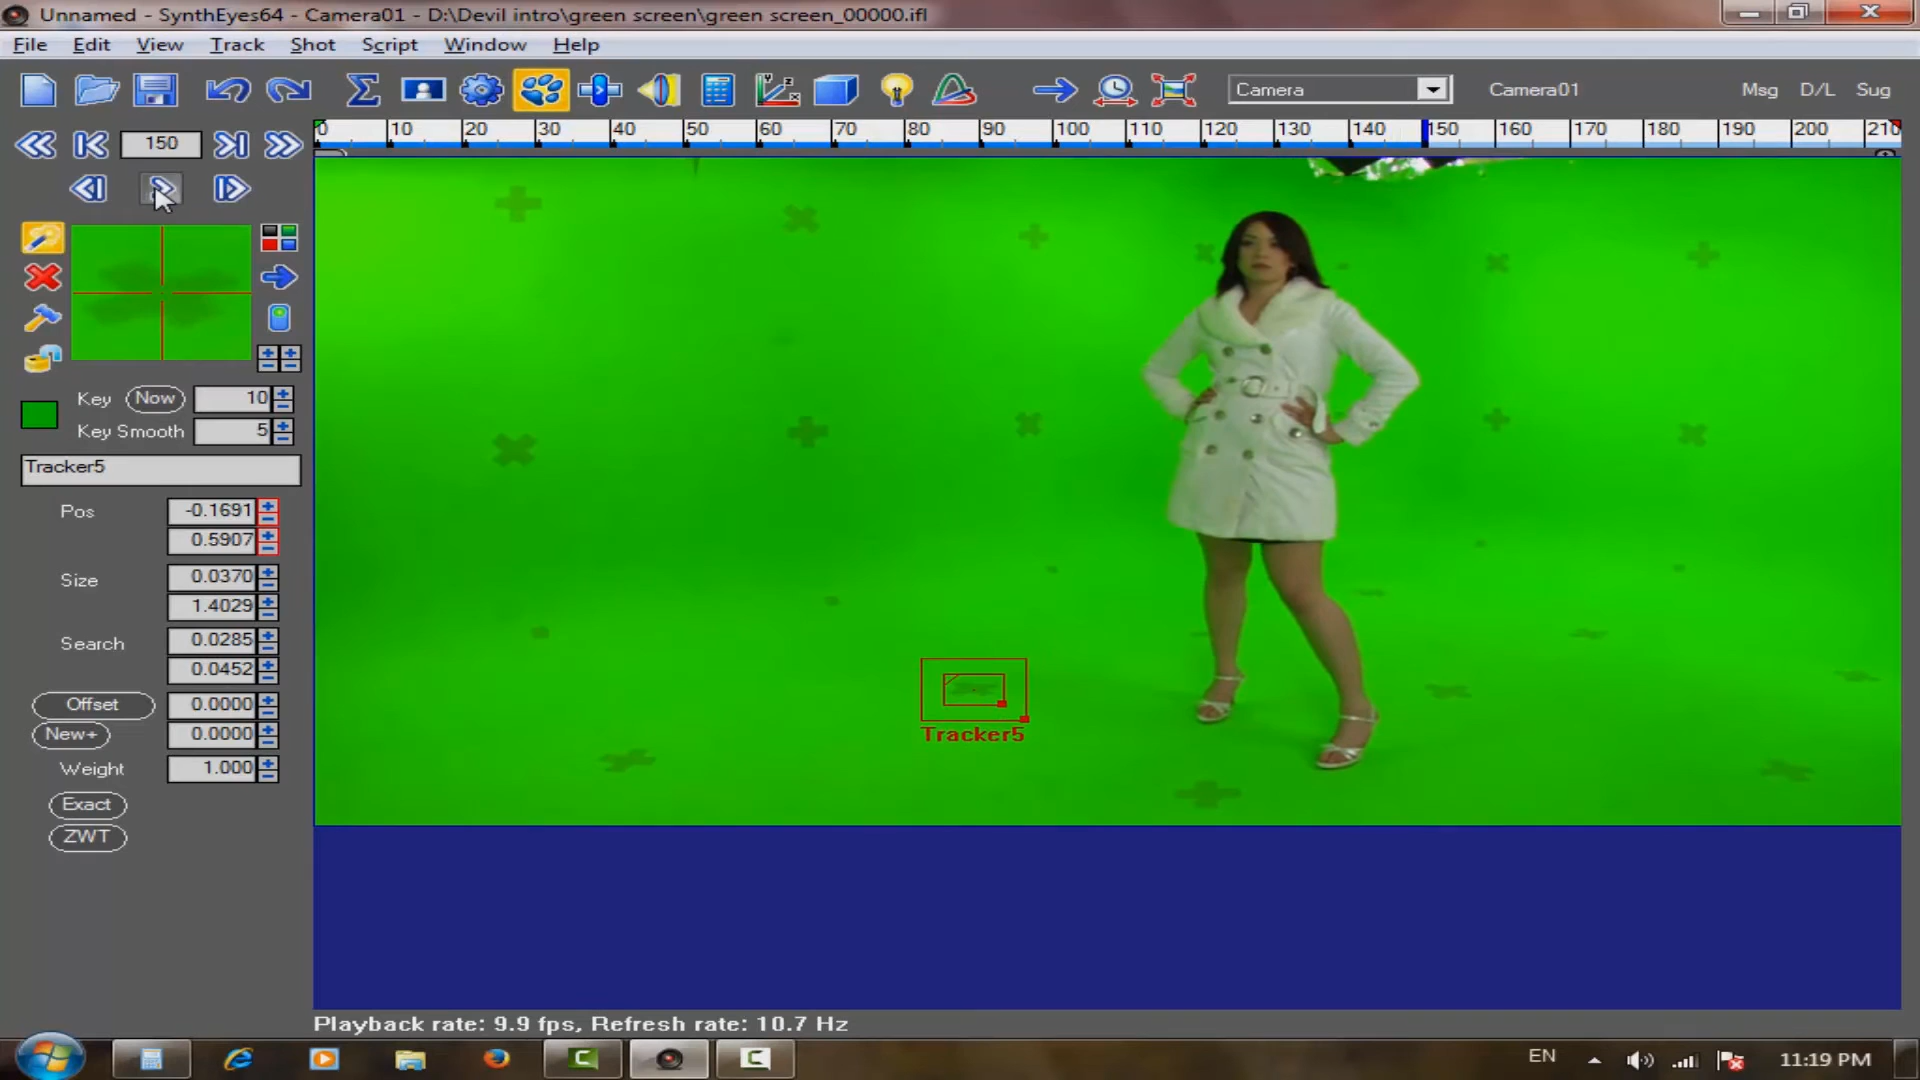 Unnamed - SynthEyes64 - Camera01 - D:\Devil intro\green screen\green screen_00000.ifl
File Edit View Track Shot Script Window Help
Camera Camera01 Msg D/L Sug
150
0 10 20 30 40 50 60 70 80 90 100 110 120 130 140 150 160 170 180 190 200 210
Key Now 10
Key Smooth 5
Tracker5
Pos -0.1691
0.5907
Size 0.0370
1.4029
Search 0.0285
0.0452
Offset 0.0000
New+ 0.0000
Weight 1.000
Exact
ZWT
Tracker5
Playback rate: 9.9 fps, Refresh rate: 10.7 Hz
EN 11:19 PM